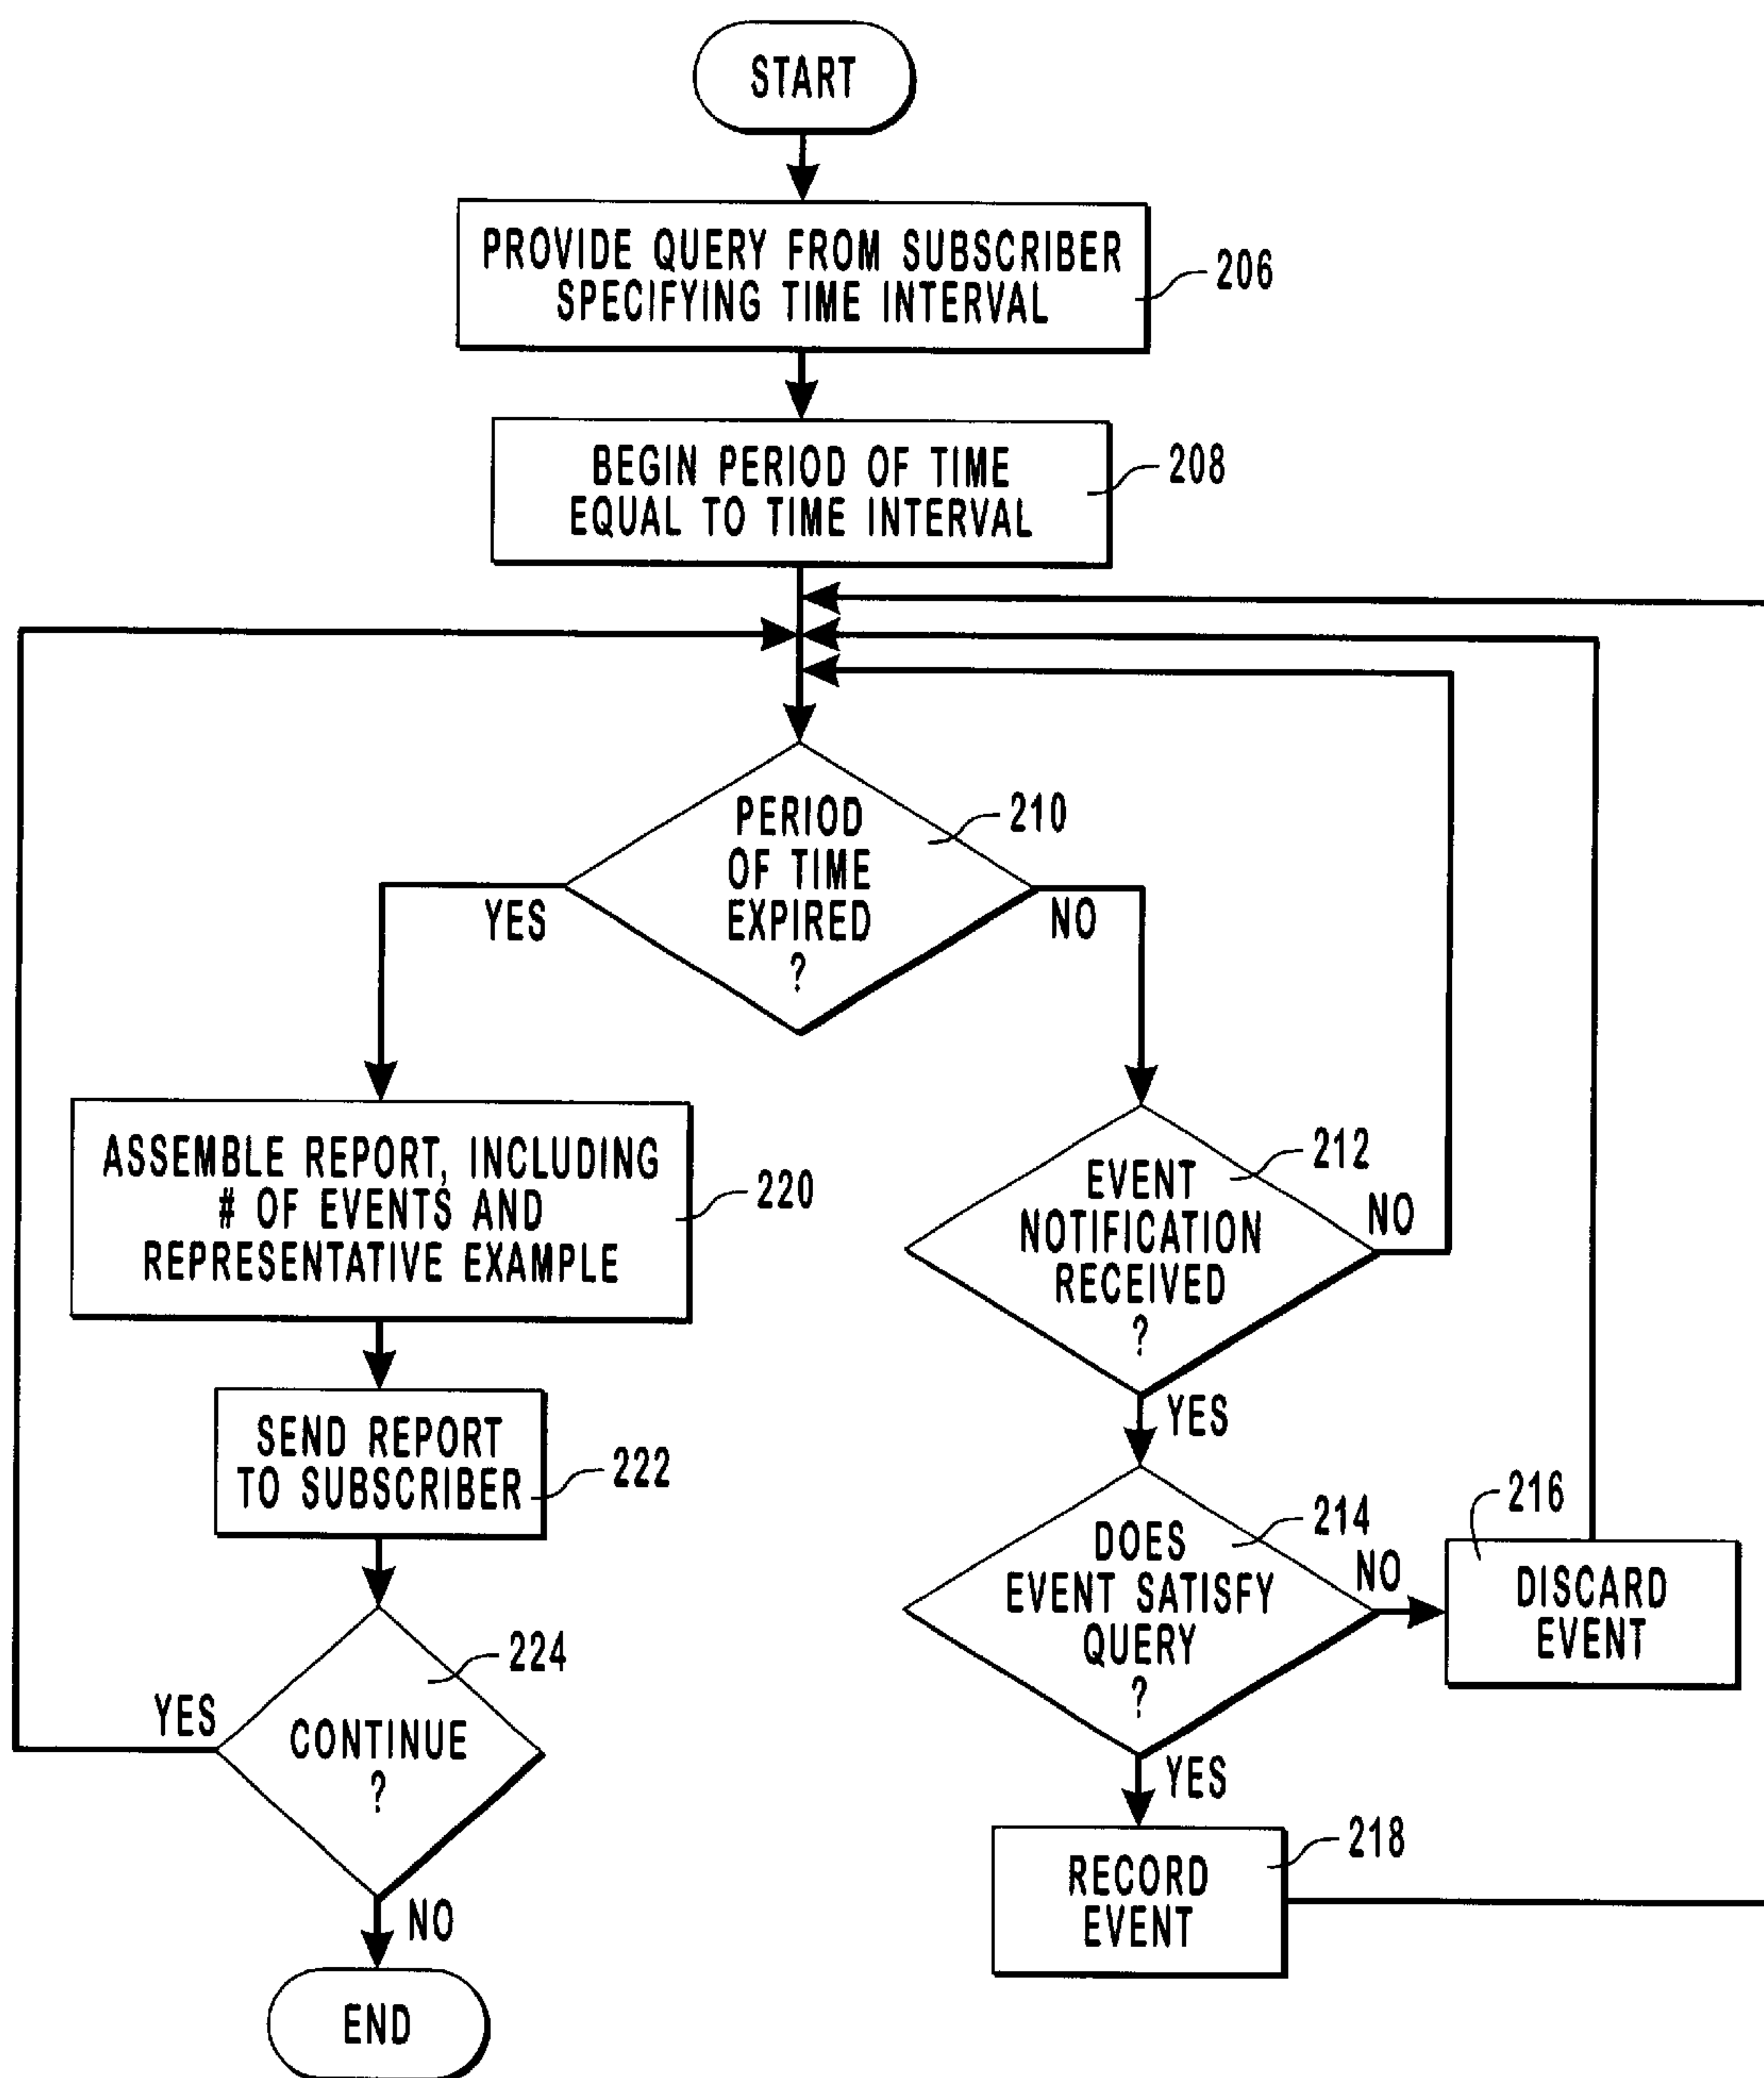 START
PROVIDE QUERY FROM SUBSCRIBER
SPECIFYING TIME INTERVAL
206
BEGIN PERIOD OF TIME
EQUAL TO TIME INTERVAL
208
PERIOD
OF TIME
EXPIRED
?
210
YES
NO
ASSEMBLE REPORT, INCLUDING
# OF EVENTS AND
REPRESENTATIVE EXAMPLE
220
EVENT
NOTIFICATION
RECEIVED
?
212
NO
YES
SEND REPORT
TO SUBSCRIBER
222
DOES
EVENT SATISFY
QUERY
?
214
NO
216
DISCARD
EVENT
YES
224
CONTINUE
?
YES
NO
RECORD
EVENT
218
END